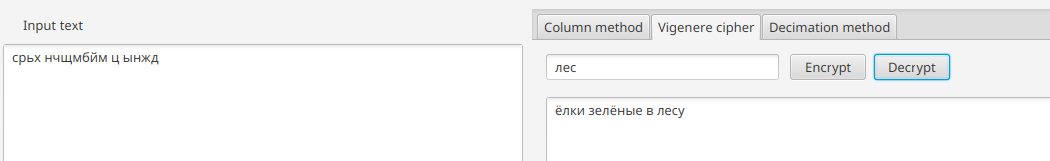 Input text
срьх нчщмбйм ц ынжд
Column method
Vigenere cipher
Decimation method
лес
Encrypt
Decrypt
ёлки зелёные в лесу